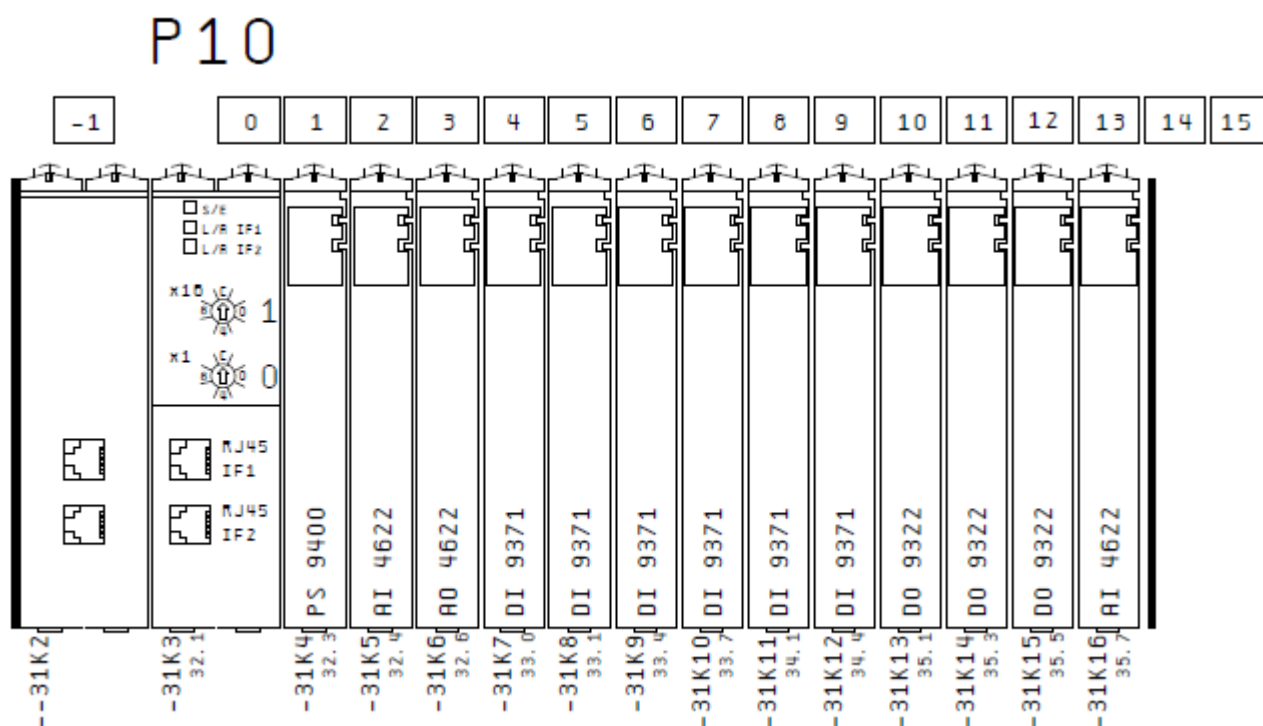 P10
-1 0 1 2 3 4 5 6 7 8 9 10 11 12 13 14 15
S/E
L/R IF1
L/R IF2
x16
1
x1
0
RJ45
IF1
RJ45
IF2
PS 9400
AI 4622
AO 4622
DI 9371
DI 9371
DI 9371
DI 9371
DI 9371
DI 9371
DO 9322
DO 9322
DO 9322
AI 4622
--31K2
-31K3
32.1
-31K4
32.3
-31K5
32.4
-31K6
32.6
-31K7
33.0
-31K8
33.1
-31K9
33.4
-31K10
33.7
-31K11
34.1
-31K12
34.4
-31K13
35.1
-31K14
35.3
-31K15
35.5
-31K16
35.7